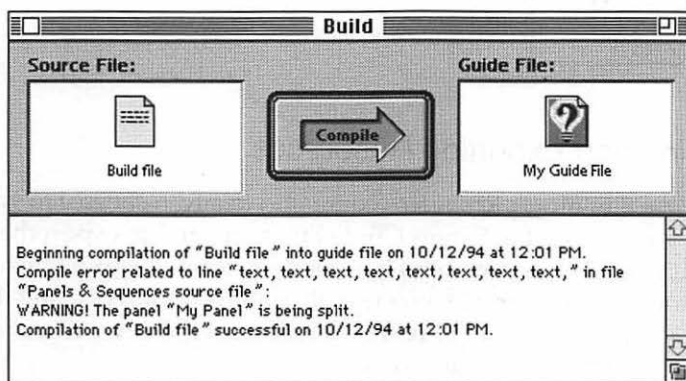 Build
Source File:
Guide File:
Compile
Build file
My Guide File
Beginning compilation of "Build file" into guide file on 10/12/94 at 12:01 PM.
Compile error related to line "text, text, text, text, text, text, text, text," in file
"Panels & Sequences source file":
WARNING! The panel "My Panel" is being split.
Compilation of "Build file" successful on 10/12/94 at 12:01 PM.